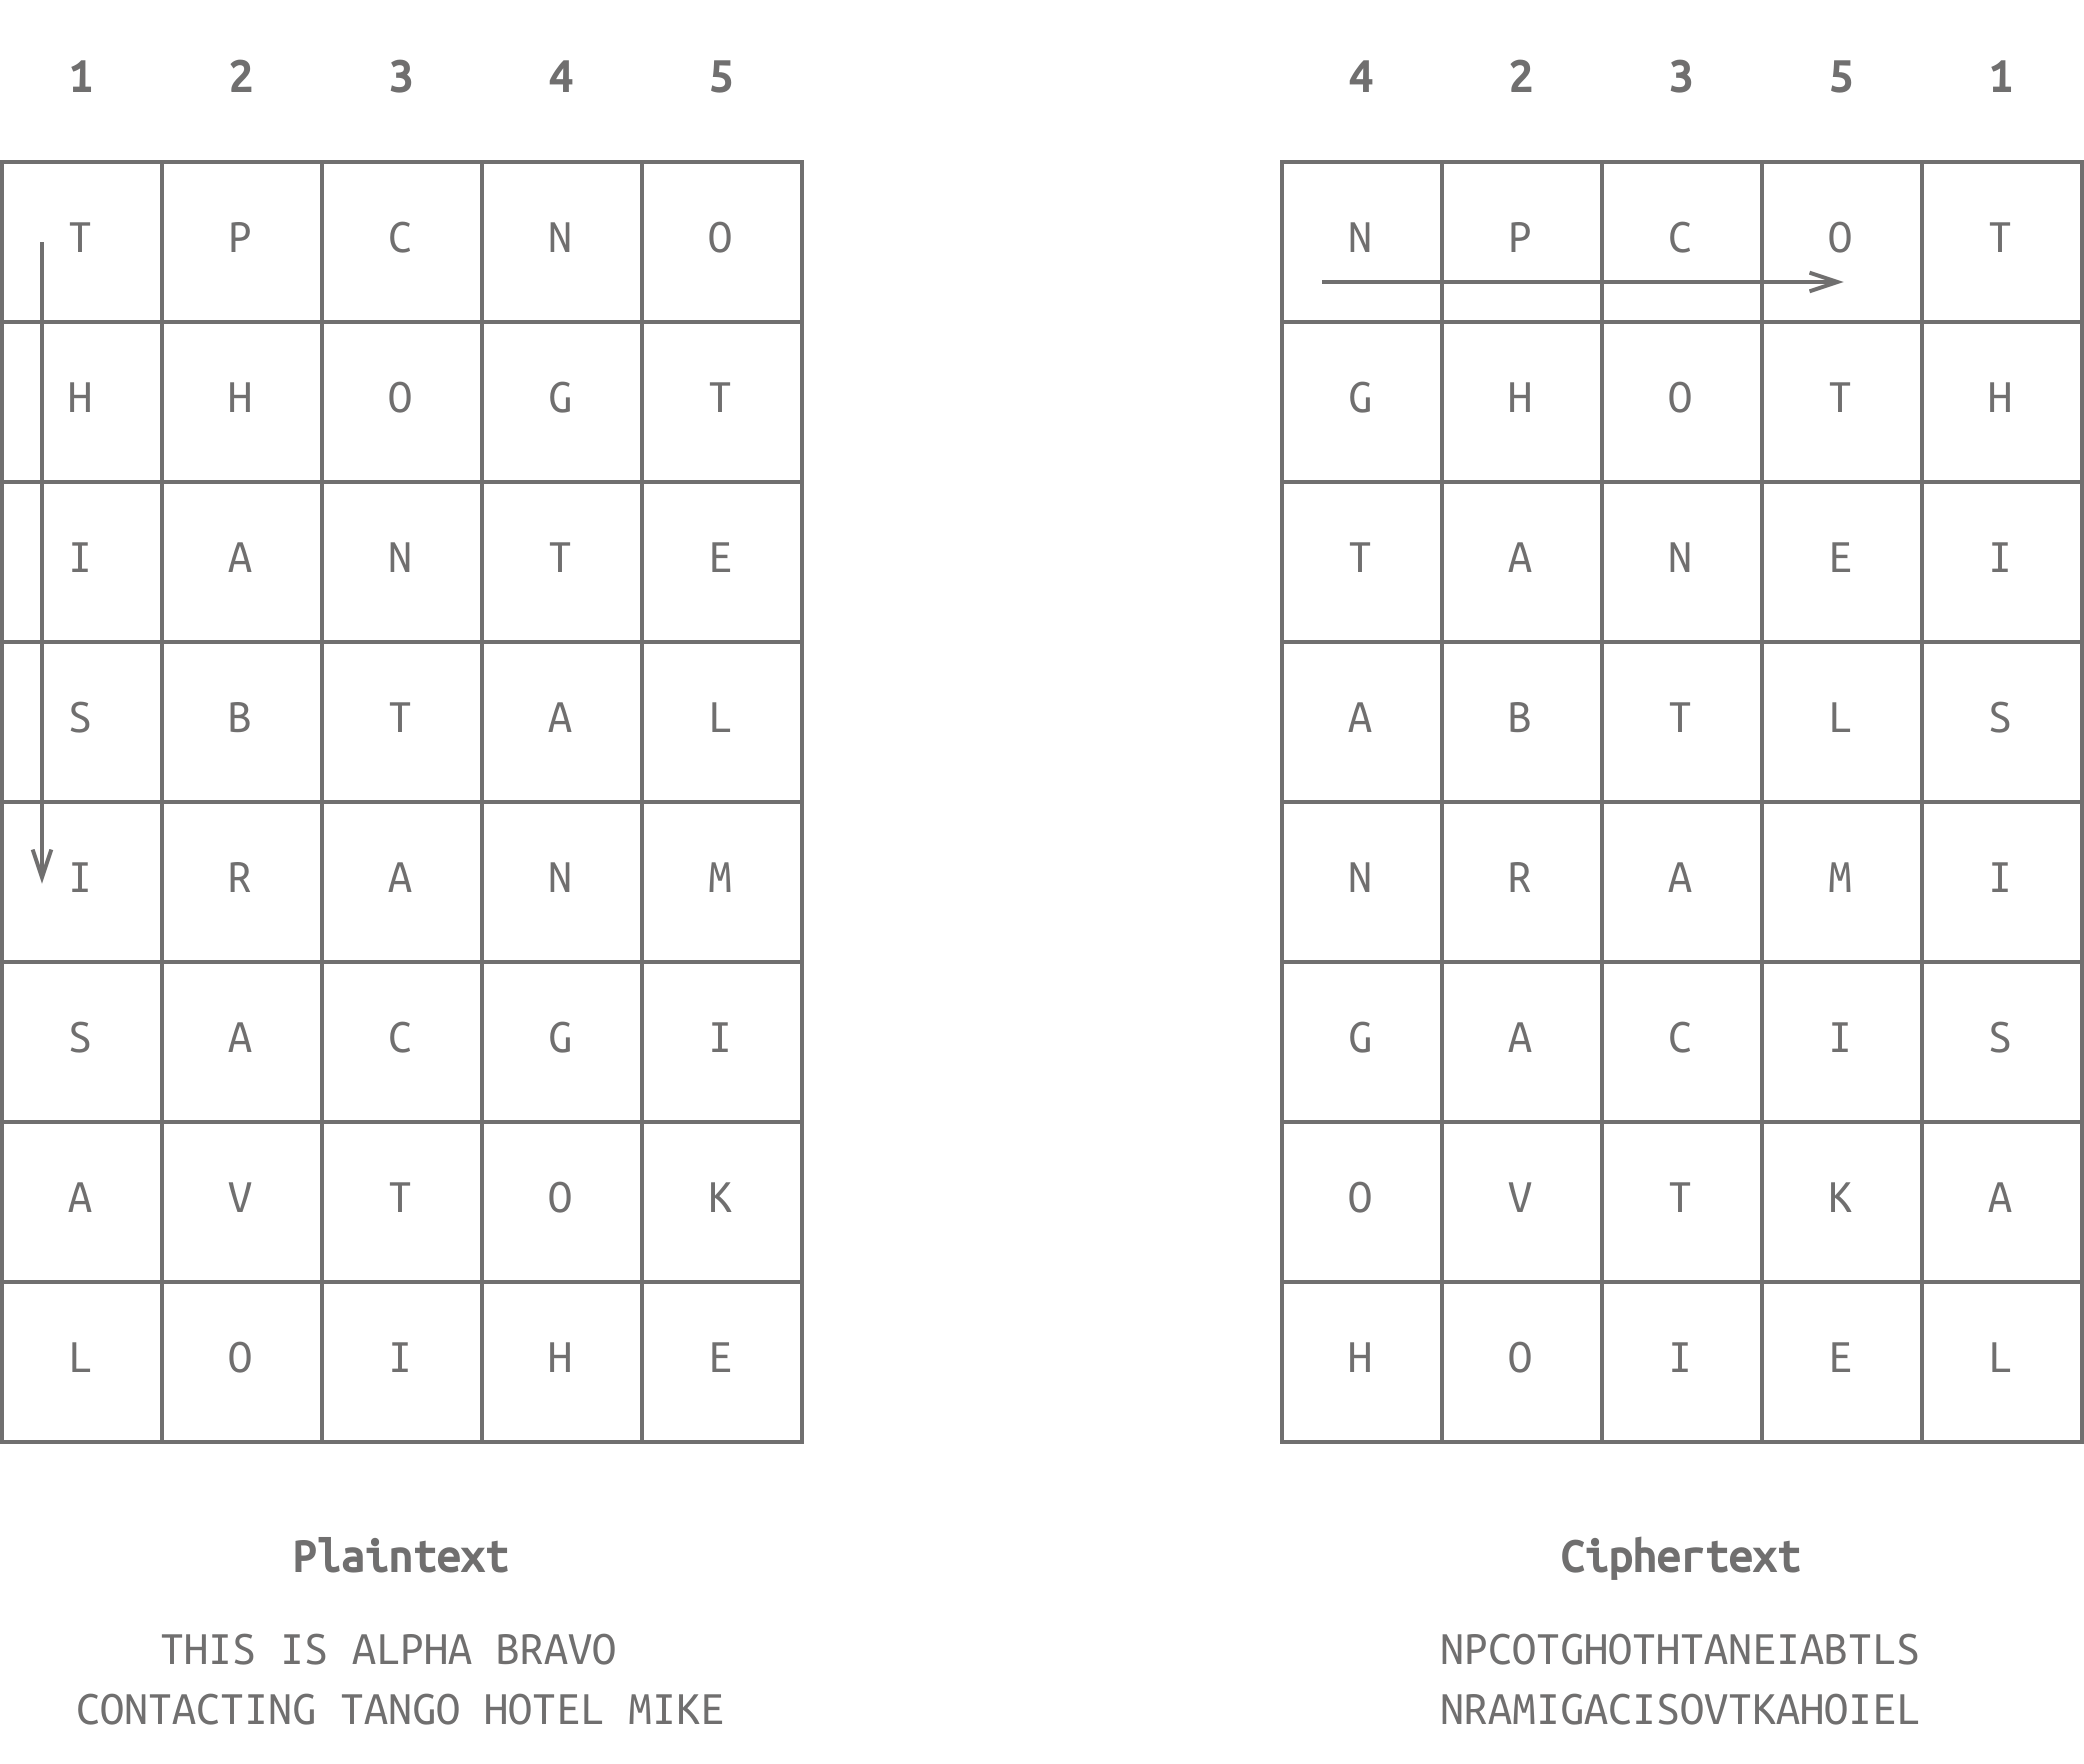 1 2 3 4 5
T P C N O
H H O G T
I A N T E
S B T A L
I R A N M
S A C G I
A V T O K
L O I H E
Plaintext
THIS IS ALPHA BRAVO
CONTACTING TANGO HOTEL MIKE
4 2 3 5 1
N P C O T
G H O T H
T A N E I
A B T L S
N R A M I
G A C I S
O V T K A
H O I E L
Ciphertext
NPCOTGHOTHTANEIABTLS
NRAMIGACISOVTKAHOIEL